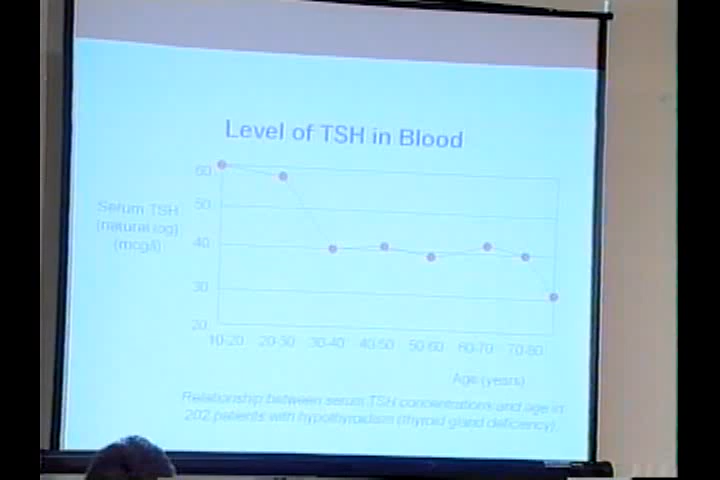 Level of TSH in Blood
60
50
40
30
20
Serum TSH
(natural log)
(mcg/l)
10-20 20-30 30-40 40-50 50-60 60-70 70-80
Age (years)
Relationship between serum TSH concentrations and age in
202 patients with hypothyroidism (thyroid gland deficiency).